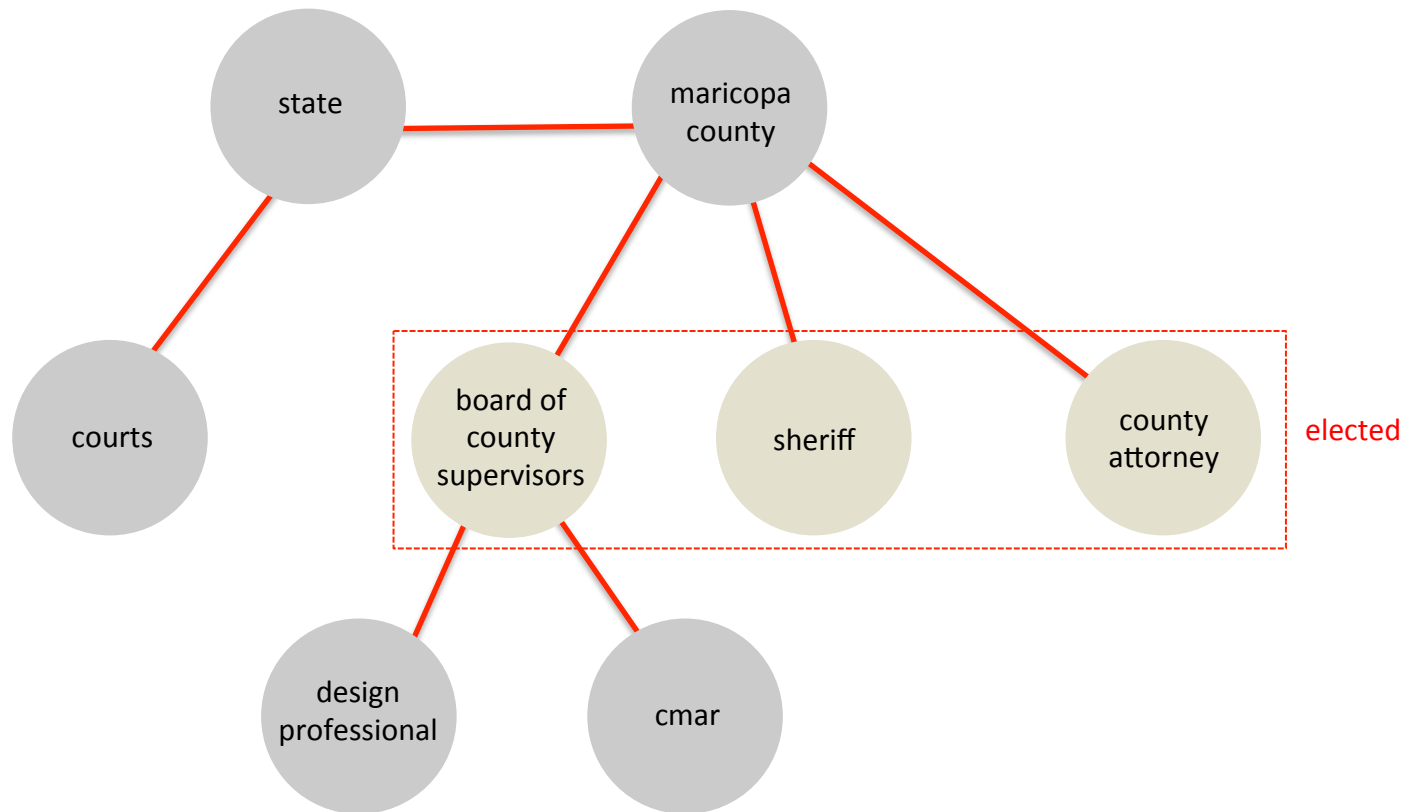 state
maricopa
county
courts
board of
county
supervisors
sheriff
county
attorney
elected
design
professional
cmar